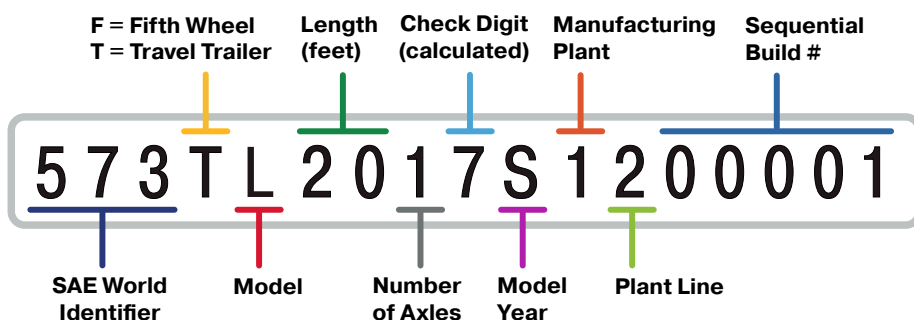 F = Fifth Wheel
T = Travel Trailer
Length
(feet)
Check Digit
(calculated)
Manufacturing
Plant
Sequential
Build #
573TL2017S1200001
SAE World
Identifier
Model
Number
of Axles
Model
Year
Plant Line